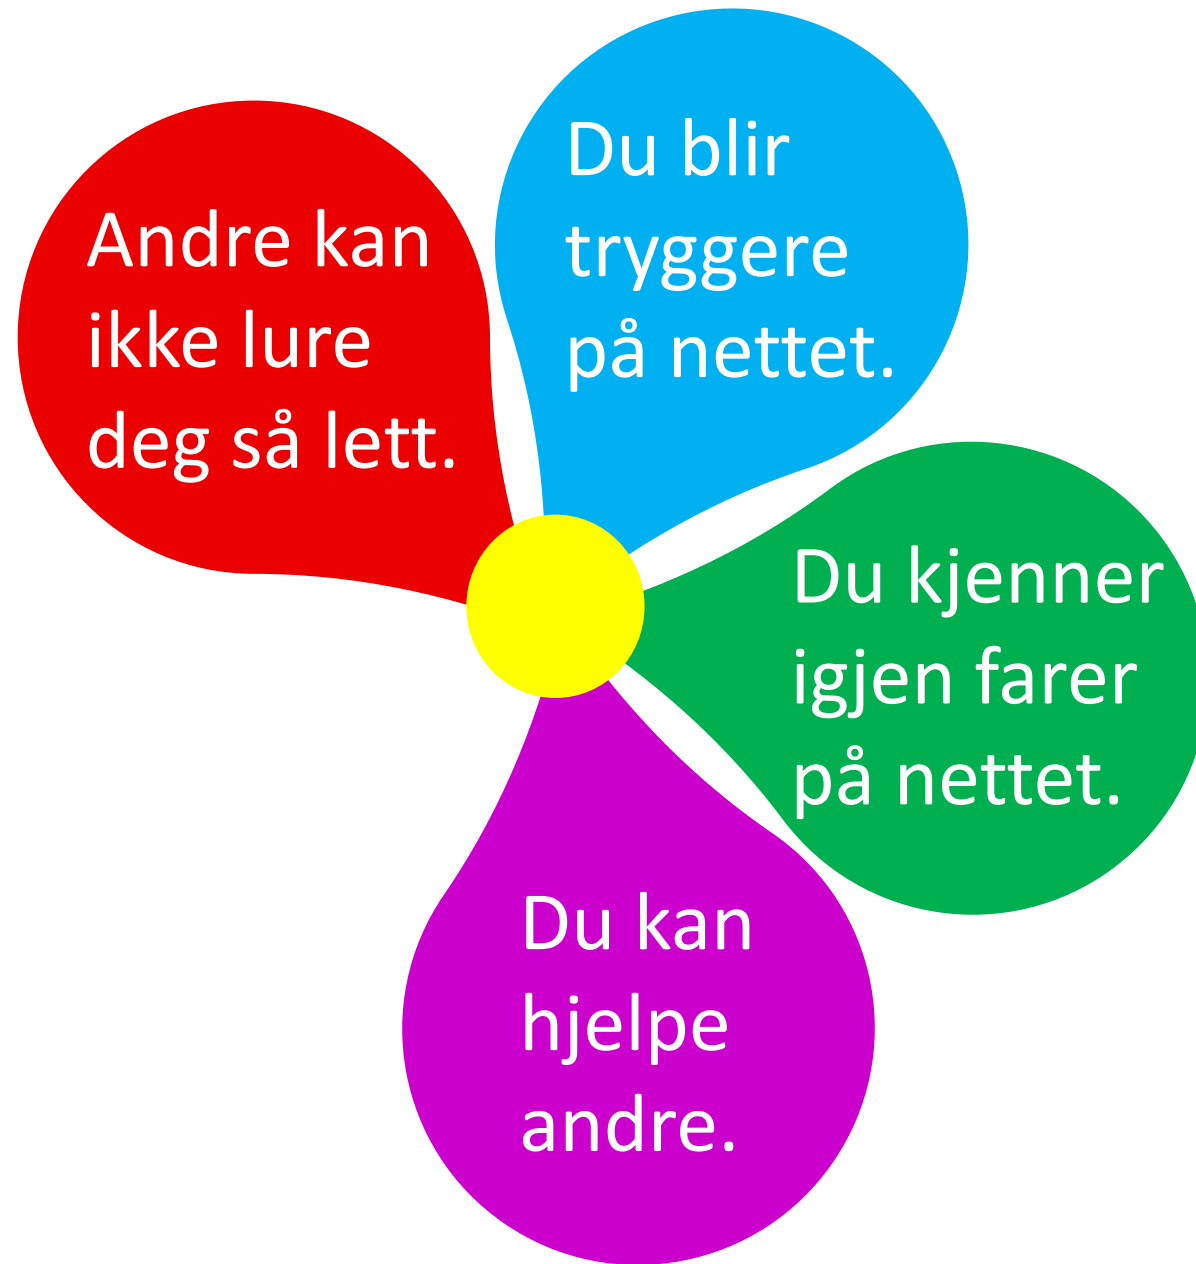 Andre kan
ikke lure
deg så lett.
Du blir
tryggere
på nettet.
Du kjenner
igjen farer
på nettet.
Du kan
hjelpe
andre.